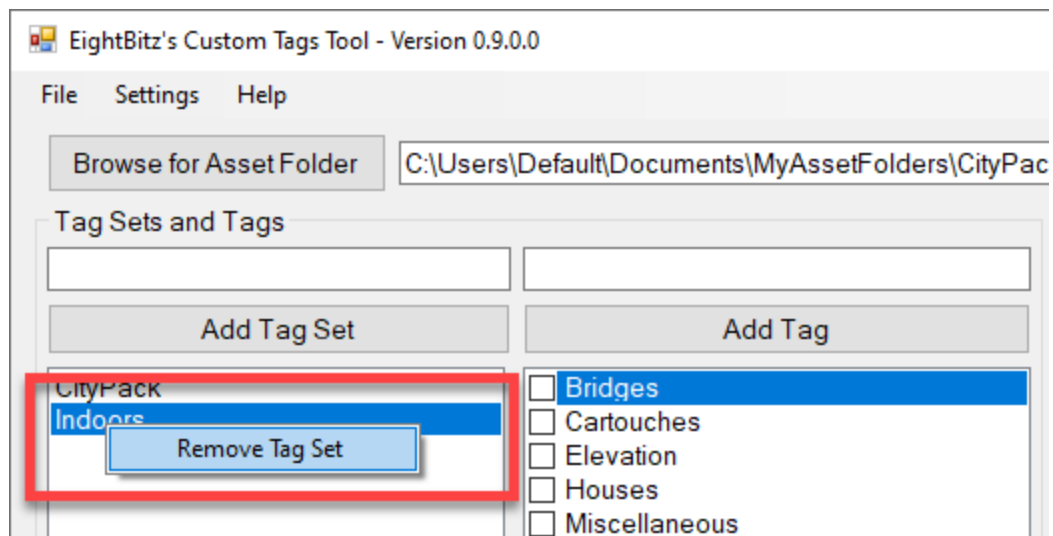 EightBitz's Custom Tags Tool - Version 0.9.0.0
File Settings Help
Browse for Asset Folder C:\Users\Default\Documents\MyAssetFolders\CityPac
Tag Sets and Tags
Add Tag Set Add Tag
CityPack Bridges
Indoors Cartouches
Remove Tag Set Elevation
Houses
Miscellaneous